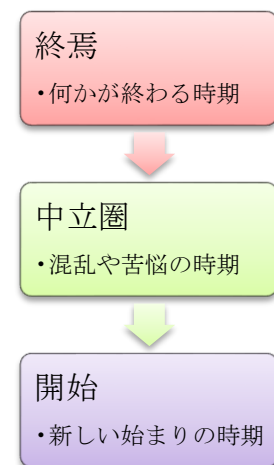 終焉
・何かが終わる時期
中立圏
・混乱や苦悩の時期
開始
・新しい始まりの時期